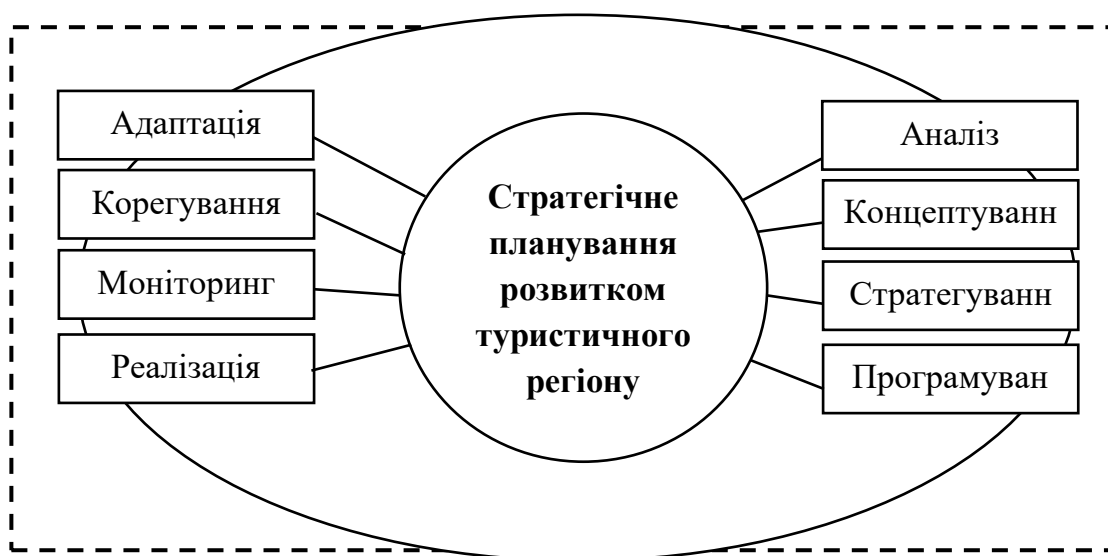 Адаптація
Корегування
Моніторинг
Реалізація
Стратегічне
планування
розвитком
туристичного
регіону
Аналіз
Концептуванн
Стратегуванн
Програмуван